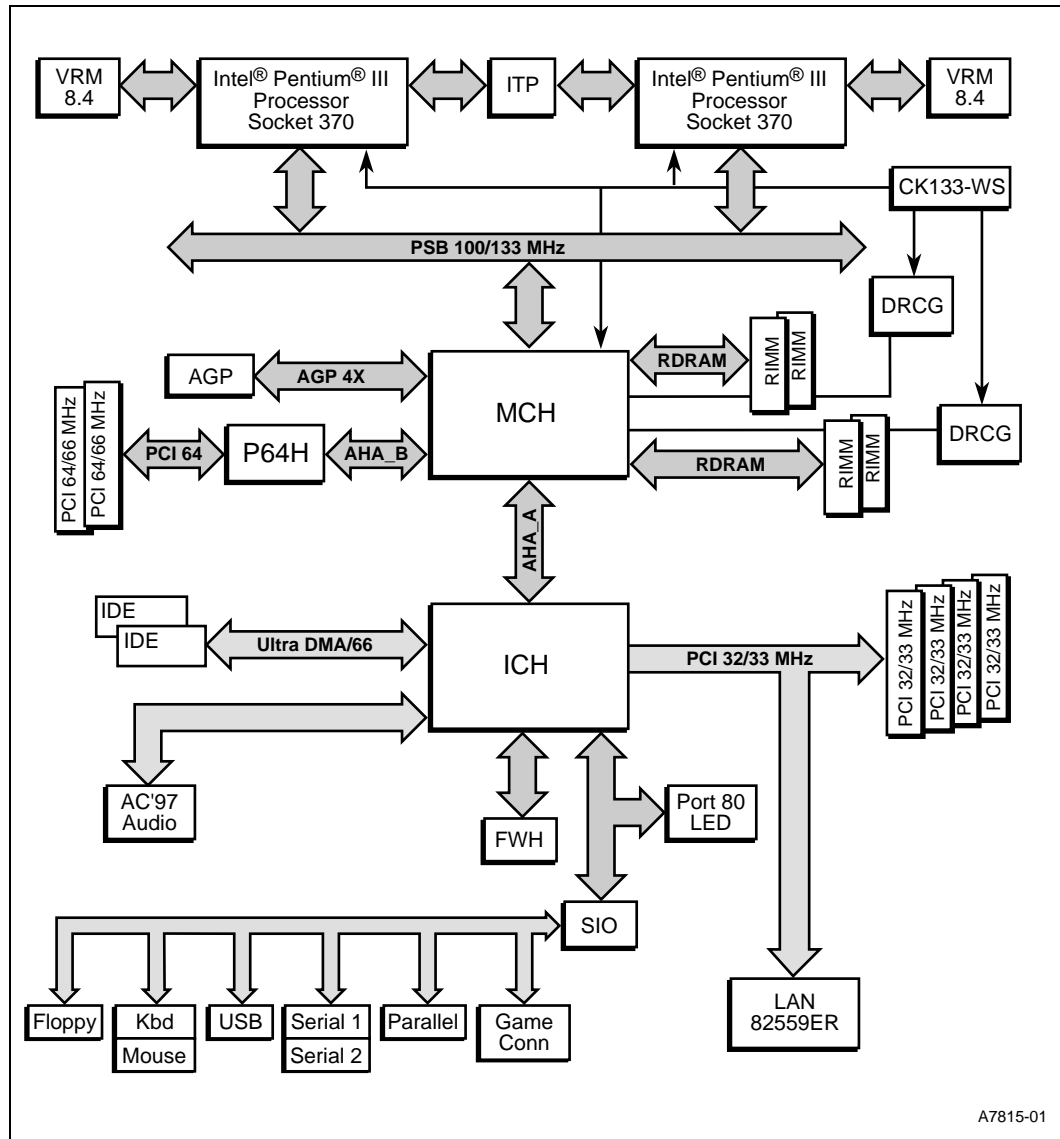 VRM
8.4
Intel® Pentium® III
Processor
Socket 370
ITP
Intel® Pentium® III
Processor
Socket 370
VRM
8.4
CK133-WS
PSB 100/133 MHz
DRCG
AGP
AGP 4X
MCH
RDRAM
RIMM
RIMM
PCI 64/66 MHz
PCI 64/66 MHz
PCI 64
P64H
AHA_B
RDRAM
RIMM
RIMM
DRCG
AHA_A
IDE
IDE
Ultra DMA/66
ICH
PCI 32/33 MHz
PCI 32/33 MHz
PCI 32/33 MHz
PCI 32/33 MHz
PCI 32/33 MHz
AC'97
Audio
FWH
Port 80
LED
SIO
Floppy
Kbd
Mouse
USB
Serial 1
Serial 2
Parallel
Game
Conn
LAN
82559ER
A7815-01